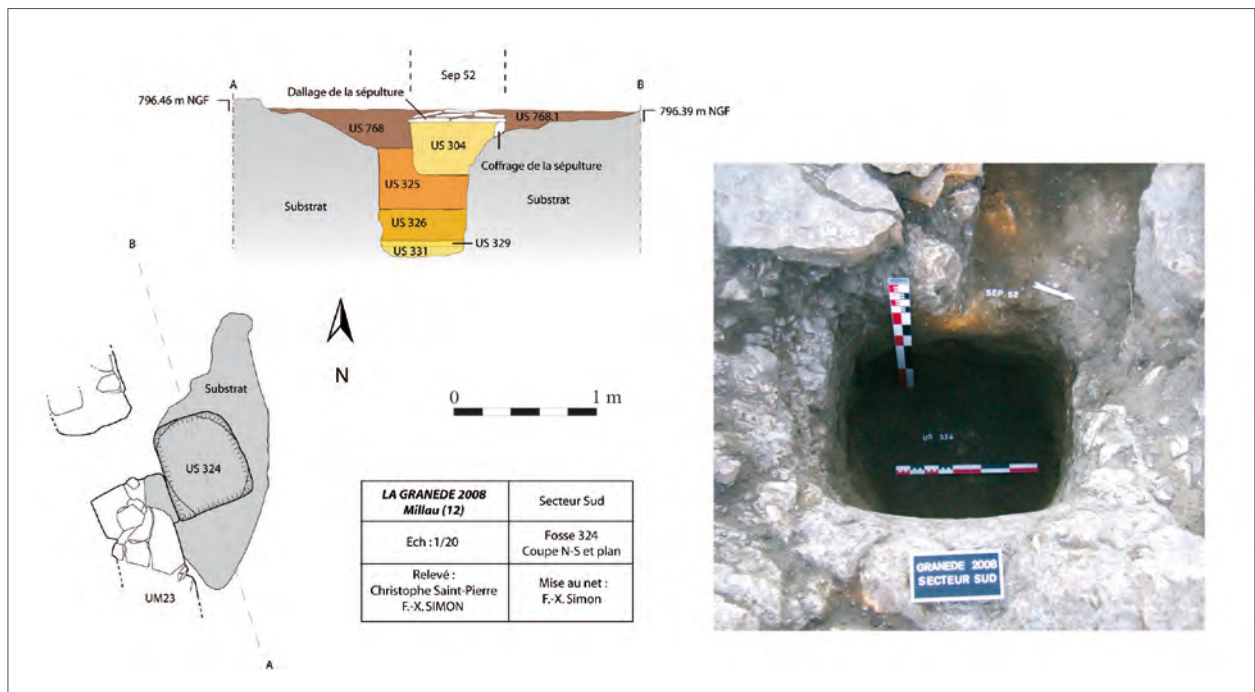 Sep 52
A
B
Dallage de la sépulture
796.46 m NGF
796.39 m NGF
US 768
US 768.1
US 304
Coffrage de la sépulture
US 325
Substrat
Substrat
US 326
US 329
US 331
B
N
Substrat
0 1 m
US 324
UM23
A
LA GRANEDE 2008
Millau (12)
Secteur Sud
Ech : 1/20
Fosse 324
Coupe N-S et plan
Relevé :
Christophe Saint-Pierre
F.-X. SIMON
Mise au net :
F.-X. Simon
SEP 52
US 324
GRANEDE 2008
SECTEUR SUD